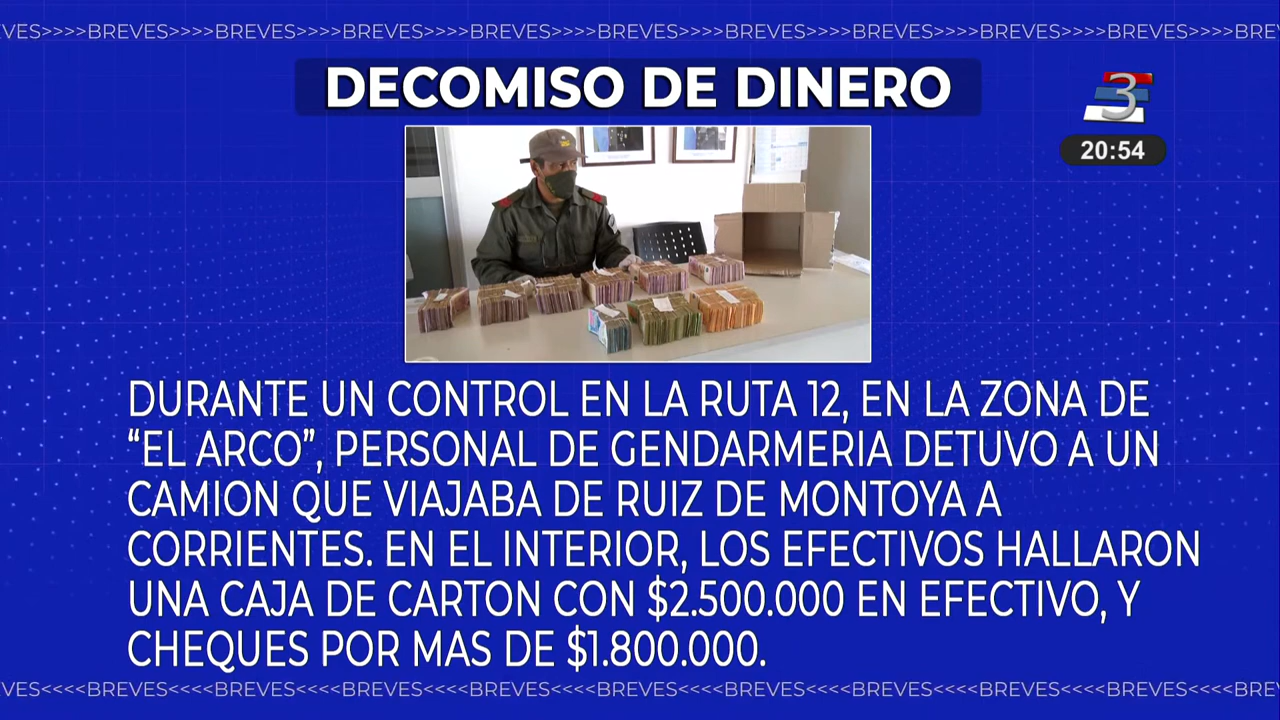 VES>>>>BREVES>>>>BREVES>>>>BREVES>>>>BREVES>>>>BREVES>>>>BREVES>>>>BREVES>>>>BREVES>>>>BREVES>>>>BRE
DECOMISO DE DINERO
3
20:54
DURANTE UN CONTROL EN LA RUTA 12, EN LA ZONA DE
“EL ARCO”, PERSONAL DE GENDARMERIA DETUVO A UN
CAMION QUE VIAJABA DE RUIZ DE MONTOYA A
CORRIENTES. EN EL INTERIOR, LOS EFECTIVOS HALLARON
UNA CAJA DE CARTON CON $2.500.000 EN EFECTIVO, Y
CHEQUES POR MAS DE $1.800.000.
VES<<<<BREVES<<<<BREVES<<<<BREVES<<<<BREVES<<<<BREVES<<<<BREVES<<<<BREVES<<<<BREVES<<<<BREVES<<<<BRE